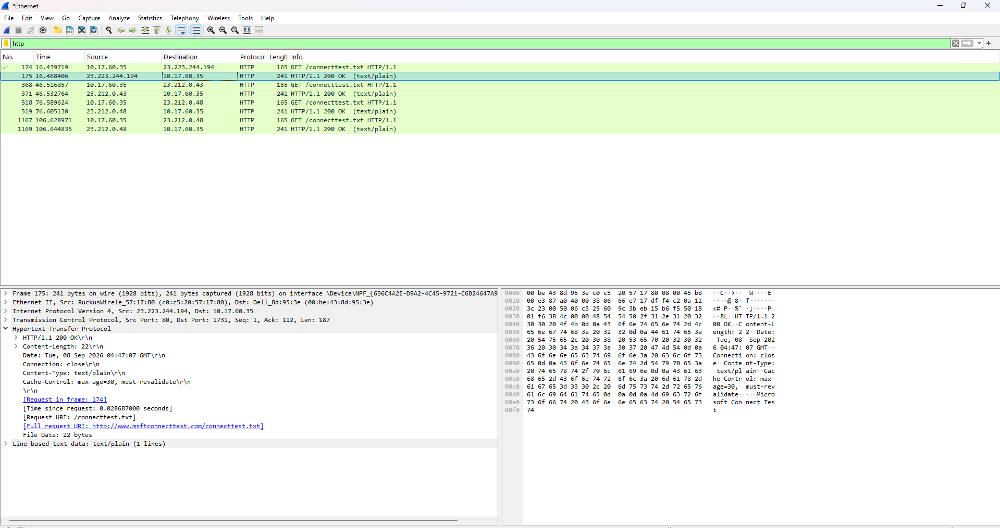 *Ethernet
File Edit View Go Capture Analyze Statistics Telephony Wireless Tools Help
http
No. Time Source Destination Protocol Lengtl Info
174 16.439719 10.17.60.35 23.223.244.194 HTTP 165 GET /connecttest.txt HTTP/1.1
175 16.468406 23.223.244.194 10.17.60.35 HTTP 241 HTTP/1.1 200 OK (text/plain)
368 46.516857 10.17.60.35 23.212.0.43 HTTP 165 GET /connecttest.txt HTTP/1.1
371 46.532764 23.212.0.43 10.17.60.35 HTTP 241 HTTP/1.1 200 OK (text/plain)
518 76.589624 10.17.60.35 23.212.0.48 HTTP 165 GET /connecttest.txt HTTP/1.1
519 76.605130 23.212.0.48 10.17.60.35 HTTP 241 HTTP/1.1 200 OK (text/plain)
1167 106.628971 10.17.60.35 23.212.0.48 HTTP 165 GET /connecttest.txt HTTP/1.1
1169 106.644835 23.212.0.48 10.17.60.35 HTTP 241 HTTP/1.1 200 OK (text/plain)
Frame 175: 241 bytes on wire (1928 bits), 241 bytes captured (1928 bits) on interface \Device\NPF_{6B6C4A2E-D9A2-4C45-9721-C6B24647A9
Ethernet II, Src: RuckusWirele_57:17:80 (c0:c5:20:57:17:80), Dst: Dell_8d:95:3e (00:be:43:8d:95:3e)
Internet Protocol Version 4, Src: 23.223.244.194, Dst: 10.17.60.35
Transmission Control Protocol, Src Port: 80, Dst Port: 1731, Seq: 1, Ack: 112, Len: 187
Hypertext Transfer Protocol
HTTP/1.1 200 OK\r\n
Content-Length: 22\r\n
Date: Tue, 08 Sep 2026 04:47:07 GMT\r\n
Connection: close\r\n
Content-Type: text/plain\r\n
Cache-Control: max-age=30, must-revalidate\r\n
\r\n
[Request in frame: 174]
[Time since request: 0.028687000 seconds]
[Request URI: /connecttest.txt]
[Full request URI: http://www.msftconnecttest.com/connecttest.txt]
File Data: 22 bytes
Line-based text data: text/plain (1 lines)
0000 00 be 43 8d 95 3e c0 c5 20 57 17 80 08 00 45 b8 ··C··>·· W····E·
0010 00 e3 87 a0 40 00 38 06 66 e7 17 df f4 c2 0a 11 ····@·8· f·······
0020 3c 23 00 50 06 c3 25 60 9c 3b eb 15 b6 f5 50 18 <#·P··%` ·;····P·
0030 01 f6 38 4c 00 00 48 54 54 50 2f 31 2e 31 20 32 ··8L··HT TP/1.1 2
0040 30 30 20 4f 4b 0d 0a 43 6f 6e 74 65 6e 74 2d 4c 00 OK··C ontent-L
0050 65 6e 67 74 68 3a 20 32 32 0d 0a 44 61 74 65 3a ength: 2 2··Date:
0060 20 54 75 65 2c 20 30 38 20 53 65 70 20 32 30 32 Tue, 08 Sep 202
0070 36 20 30 34 3a 34 37 3a 30 37 20 47 4d 54 0d 0a 6 04:47: 07 GMT··
0080 43 6f 6e 6e 65 63 74 69 6f 6e 3a 20 63 6c 6f 73 Connecti on: clos
0090 65 0d 0a 43 6f 6e 74 65 6e 74 2d 54 79 70 65 3a e··Conte nt-Type:
00a0 20 74 65 78 74 2f 70 6c 61 69 6e 0d 0a 43 61 63 text/pl ain··Cac
00b0 68 65 2d 43 6f 6e 74 72 6f 6c 3a 20 6d 61 78 2d he-Contr ol: max-
00c0 61 67 65 3d 33 30 2c 20 6d 75 73 74 2d 72 65 76 age=30, must-rev
00d0 61 6c 69 64 61 74 65 0d 0a 0d 0a 4d 69 63 72 6f alidate· ···Micro
00e0 73 6f 66 74 20 43 6f 6e 6e 65 63 74 20 54 65 73 soft Con nect Tes
00f0 74 t